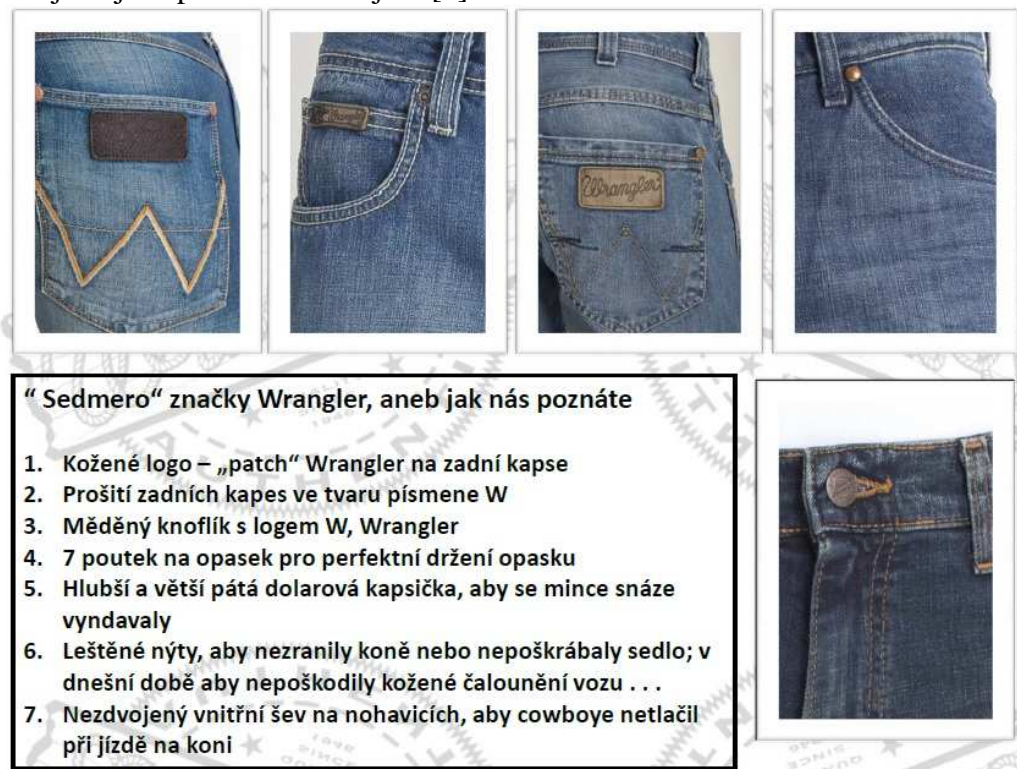 Wrangler
Wrangler
“ Sedmero“ značky Wrangler, aneb jak nás poznáte
1. Kožené logo – „patch“ Wrangler na zadní kapse
2. Prošití zadních kapes ve tvaru písmene W
3. Měděný knoflík s logem W, Wrangler
4. 7 poutek na opasek pro perfektní držení opasku
5. Hlubší a větší pátá dolarová kapsička, aby se mince snáze
vyndavaly
6. Leštěné nýty, aby nezranily koně nebo nepoškrábaly sedlo; v
dnešní době aby nepoškodily kožené čalounění vozu . . .
7. Nezdvojený vnitřní šev na nohavicích, aby cowboye netlačil
při jízdě na koni